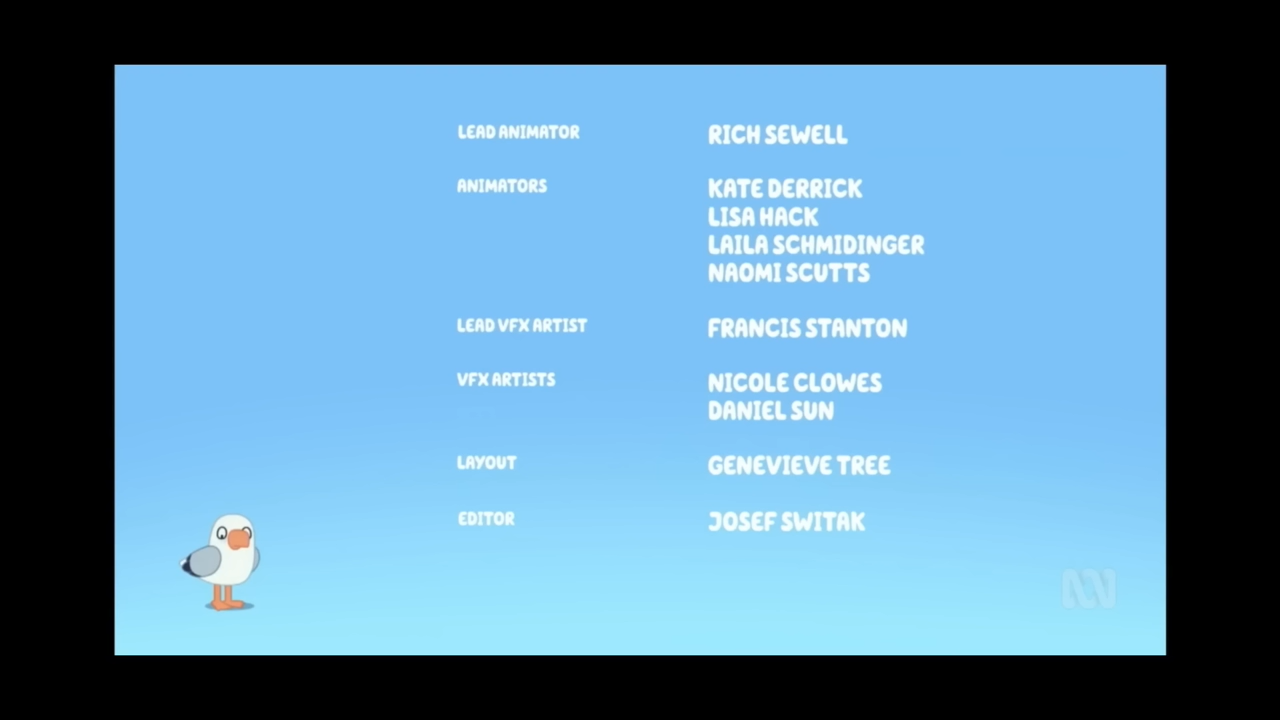 LEAD ANIMATOR RICH SEWELL
ANIMATORS KATE DERRICK
LISA HACK
LAILA SCHMIDINGER
NAOMI SCUTTS
LEAD VFX ARTIST FRANCIS STANTON
VFX ARTISTS NICOLE CLOWES
DANIEL SUN
LAYOUT GENEVIEVE TREE
EDITOR JOSEF SWITAK